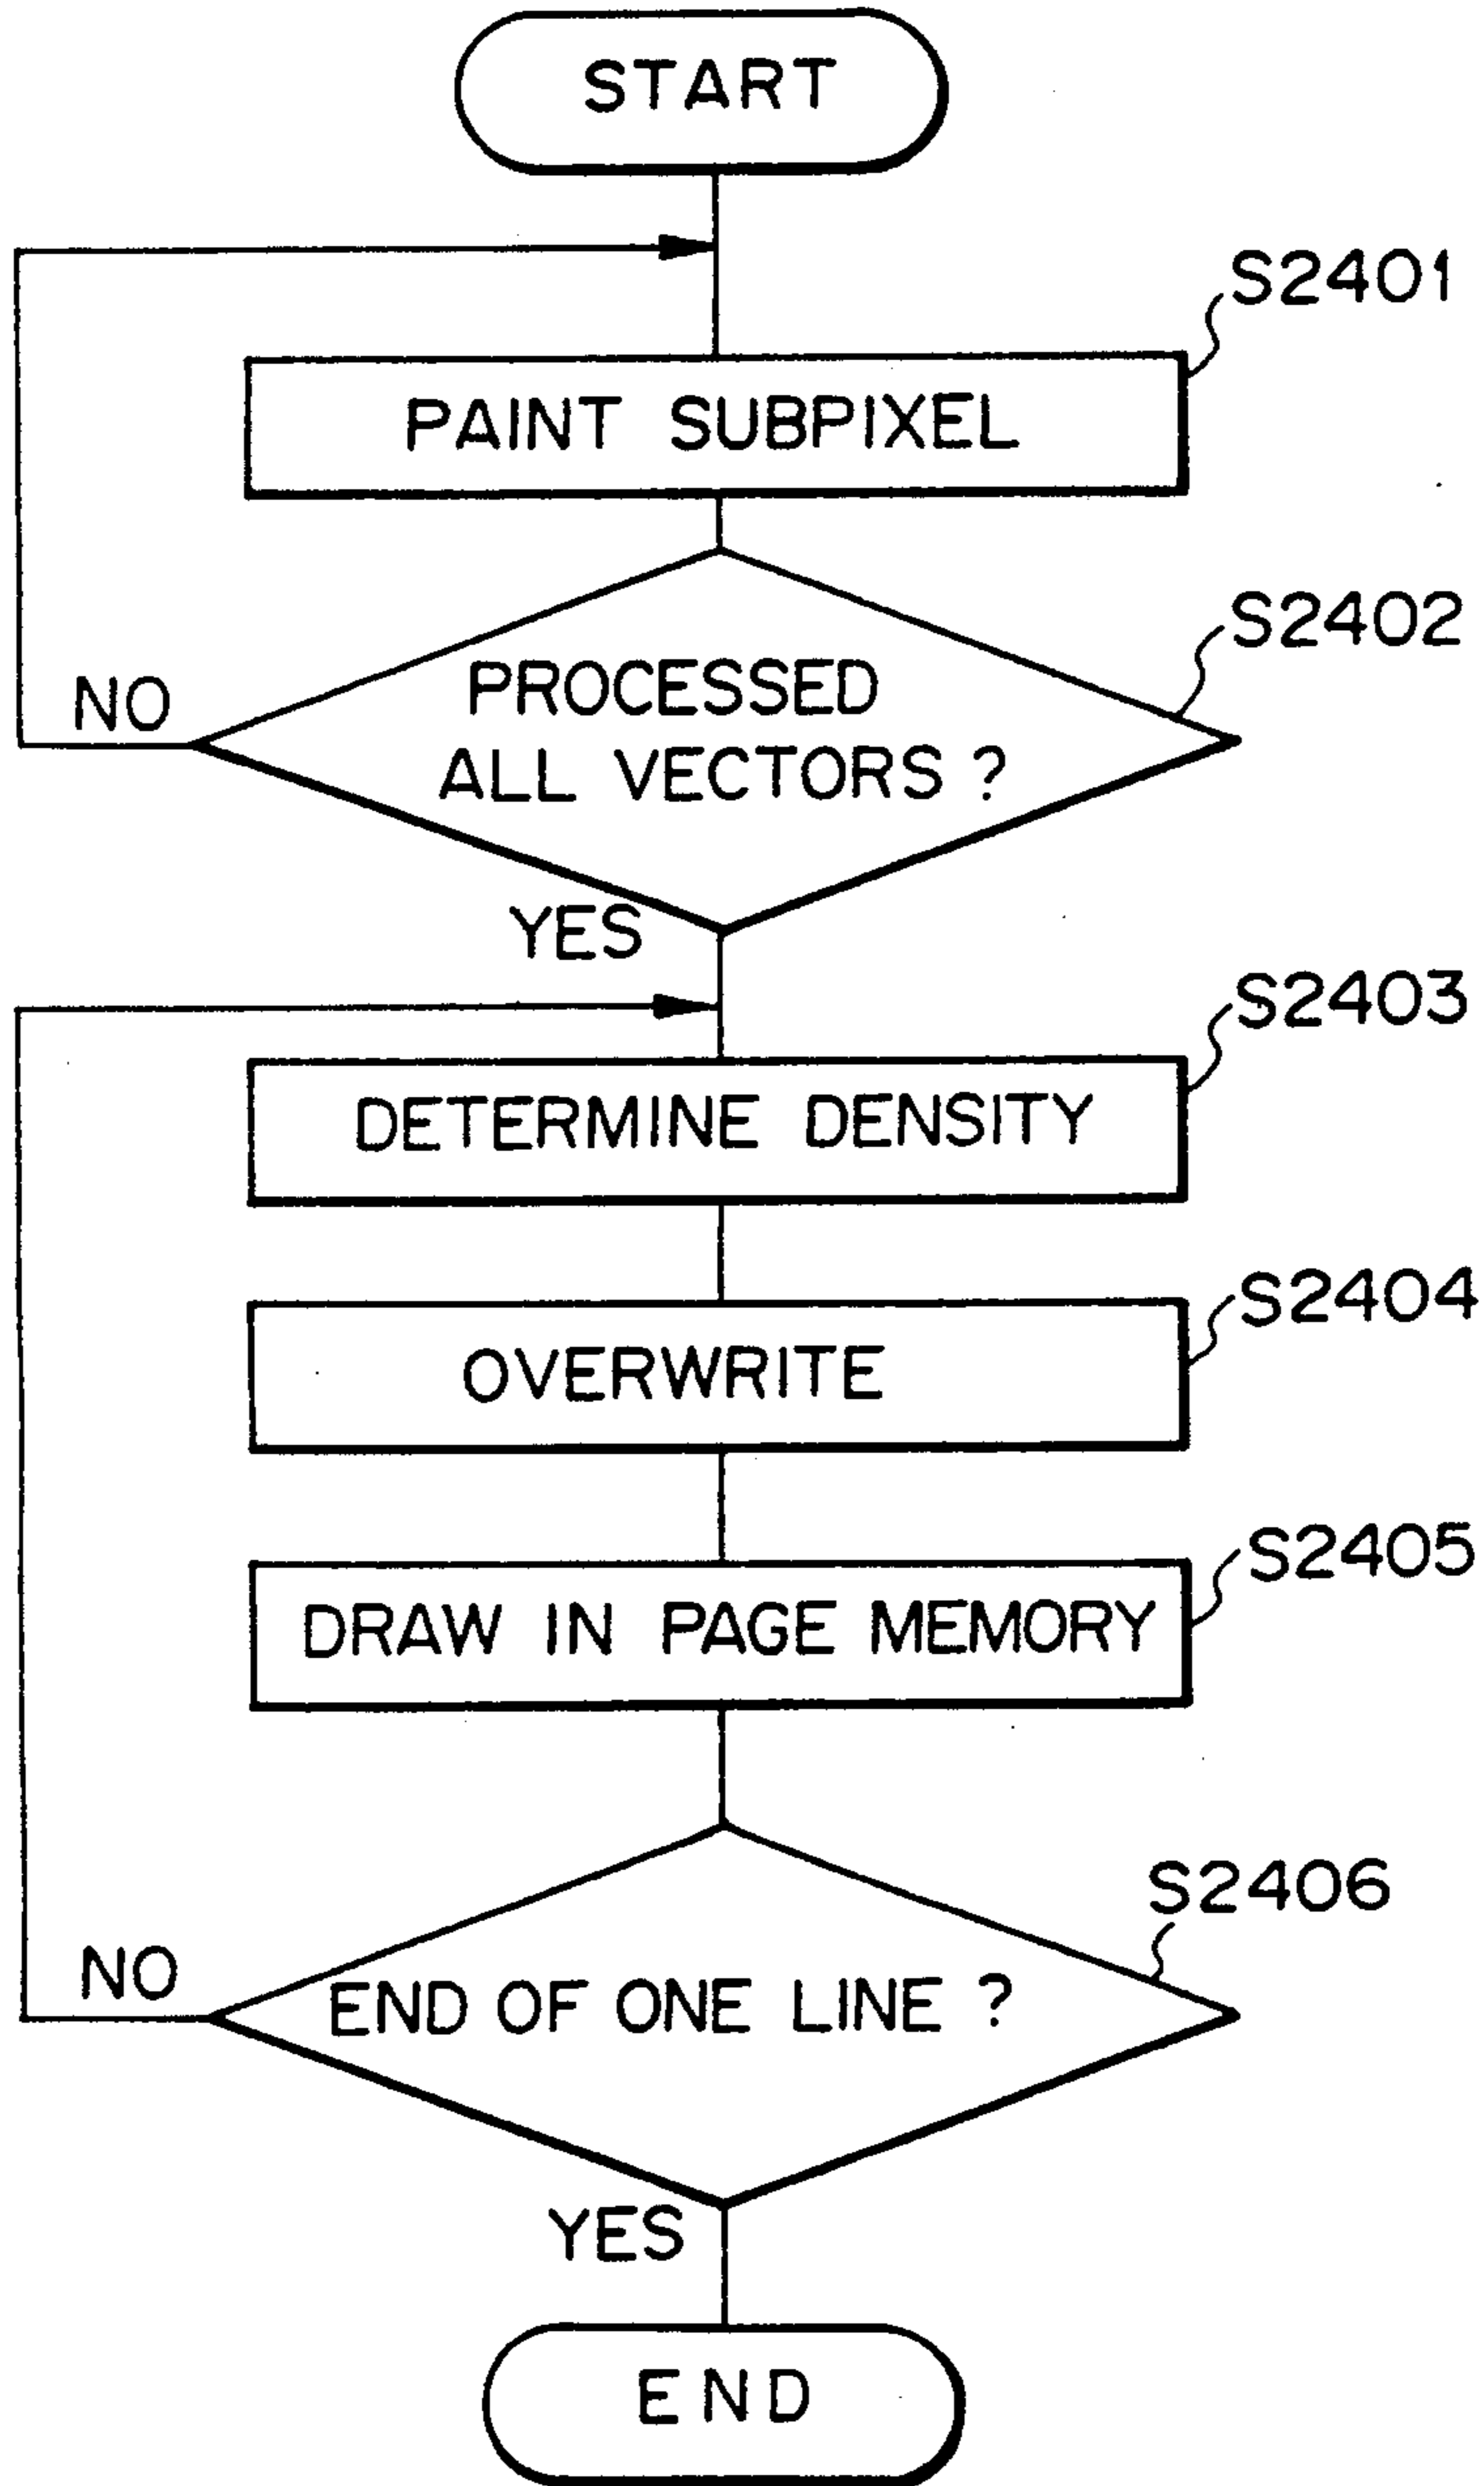 START
S2401
PAINT SUBPIXEL
S2402
PROCESSED
ALL VECTORS ?
NO
YES
S2403
DETERMINE DENSITY
S2404
OVERWRITE
S2405
DRAW IN PAGE MEMORY
S2406
NO
END OF ONE LINE ?
YES
END